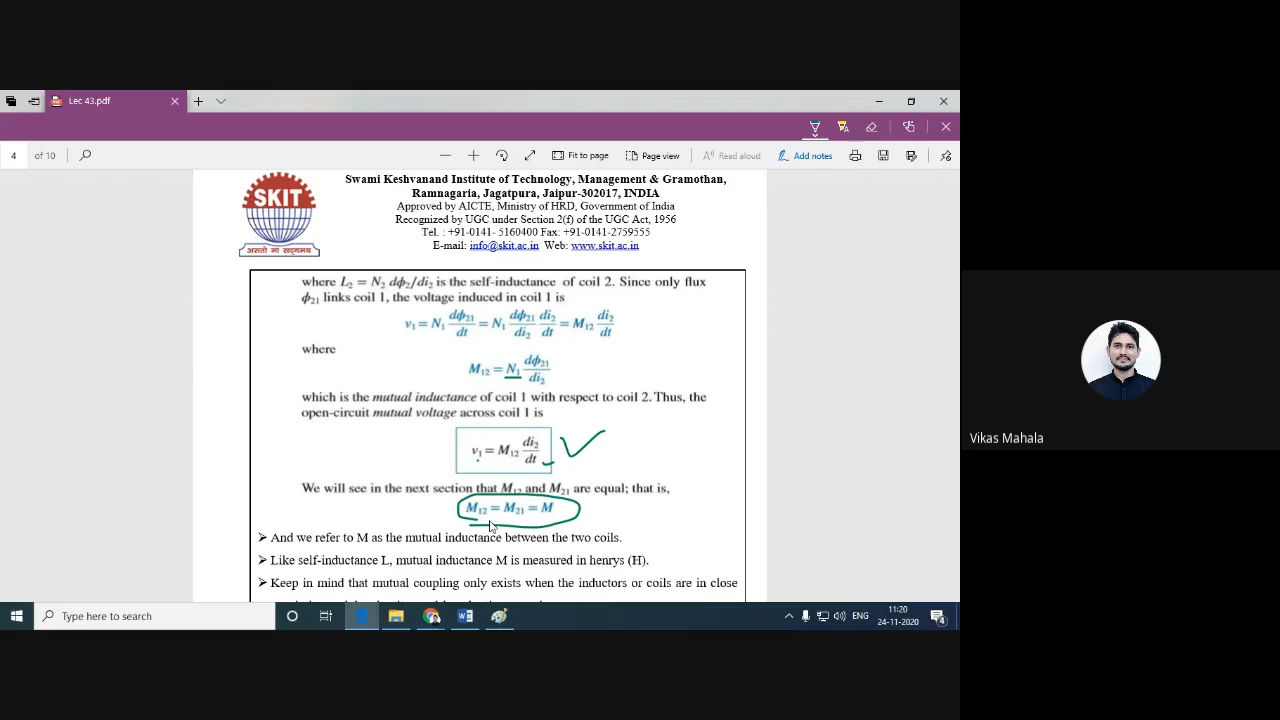 Lec 43.pdf
4 of 10
Fit to page
Page view
Read aloud
Add notes
SKIT
असतो मा सद्गमय
Swami Keshvanand Institute of Technology, Management & Gramothan,
Ramnagaria, Jagatpura, Jaipur-302017, INDIA
Approved by AICTE, Ministry of HRD, Government of India
Recognized by UGC under Section 2(f) of the UGC Act, 1956
Tel. : +91-0141- 5160400 Fax: +91-0141-2759555
E-mail: info@skit.ac.in Web: www.skit.ac.in
where L₂ = N₂ dϕ₂/di₂ is the self-inductance of coil 2. Since only flux
ϕ₂₁ links coil 1, the voltage induced in coil 1 is
v₁ = N₁ dϕ₂₁/dt = N₁ dϕ₂₁/di₂ di₂/dt = M₁₂ di₂/dt
where
M₁₂ = N₁ dϕ₂₁/di₂
which is the mutual inductance of coil 1 with respect to coil 2. Thus, the
open-circuit mutual voltage across coil 1 is
v₁ = M₁₂ di₂/dt
We will see in the next section that M₁₂ and M₂₁ are equal; that is,
M₁₂ = M₂₁ = M
➢ And we refer to M as the mutual inductance between the two coils.
➢ Like self-inductance L, mutual inductance M is measured in henrys (H).
➢ Keep in mind that mutual coupling only exists when the inductors or coils are in close
Vikas Mahala
Type here to search
ENG
11:20
24-11-2020
4